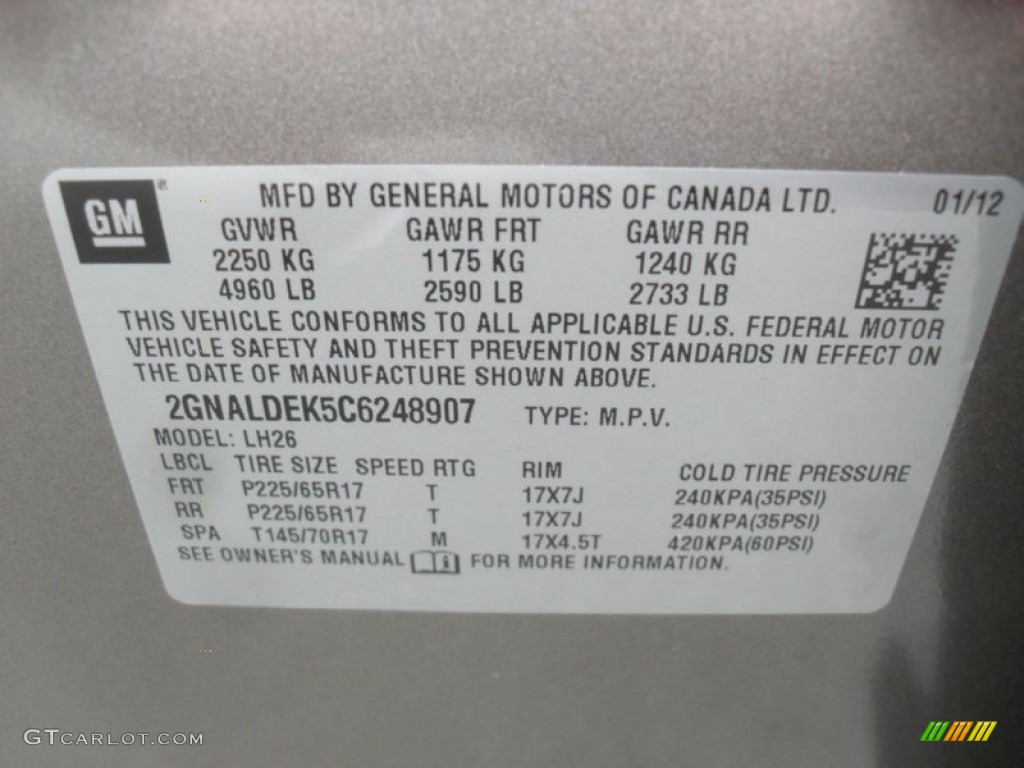 GM® MFD BY GENERAL MOTORS OF CANADA LTD. 01/12
GVWR GAWR FRT GAWR RR
2250 KG 1175 KG 1240 KG
4960 LB 2590 LB 2733 LB
THIS VEHICLE CONFORMS TO ALL APPLICABLE U.S. FEDERAL MOTOR
VEHICLE SAFETY AND THEFT PREVENTION STANDARDS IN EFFECT ON
THE DATE OF MANUFACTURE SHOWN ABOVE.
2GNALDEK5C6248907 TYPE: M.P.V.
MODEL: LH26
LBCL TIRE SIZE SPEED RTG RIM COLD TIRE PRESSURE
FRT P225/65R17 T 17X7J 240KPA(35PSI)
RR P225/65R17 T 17X7J 240KPA(35PSI)
SPA T145/70R17 M 17X4.5T 420KPA(60PSI)
SEE OWNER'S MANUAL FOR MORE INFORMATION.
GTCARLOT.COM